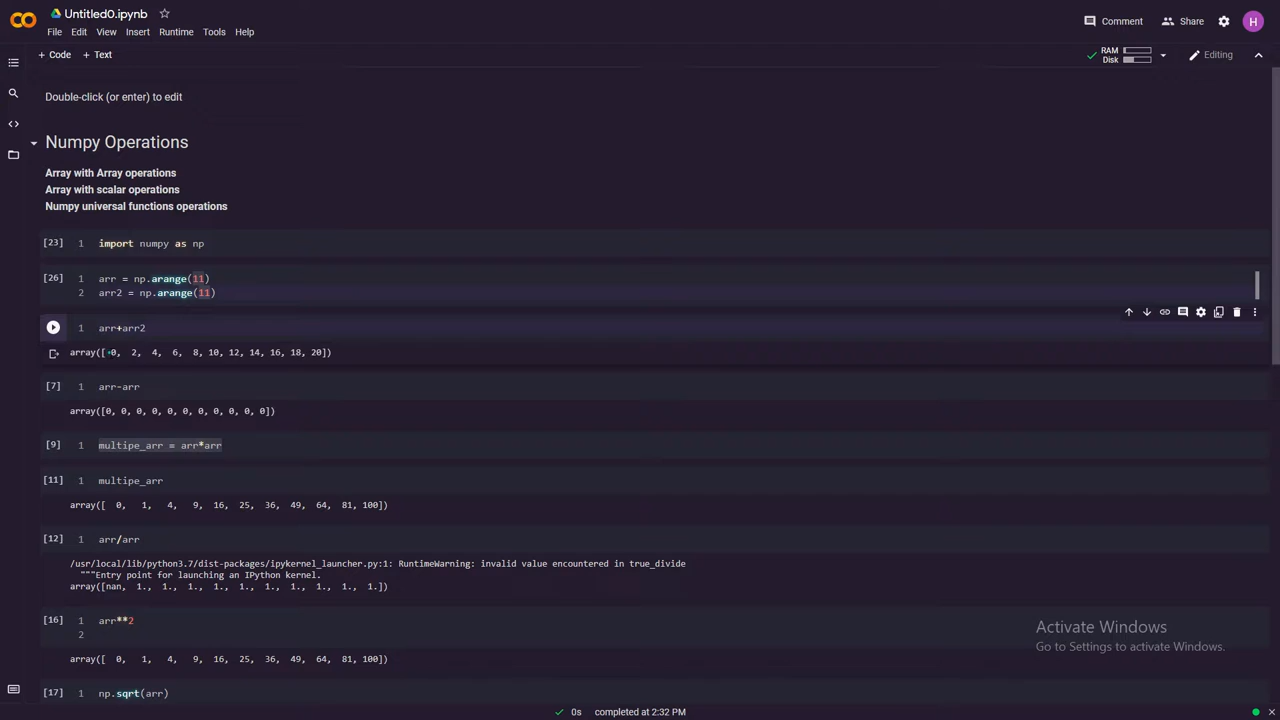 Untitled0.ipynb
File Edit View Insert Runtime Tools Help
Comment Share H
+ Code + Text
RAM
Disk
Editing
Double-click (or enter) to edit
Numpy Operations
Array with Array operations
Array with scalar operations
Numpy universal functions operations
[23] 1 import numpy as np
[26] 1 arr = np.arange(11)
2 arr2 = np.arange(11)
1 arr+arr2
array([ 0, 2, 4, 6, 8, 10, 12, 14, 16, 18, 20])
[7] 1 arr-arr
array([0, 0, 0, 0, 0, 0, 0, 0, 0, 0, 0])
[9] 1 multipe_arr = arr*arr
[11] 1 multipe_arr
array([ 0, 1, 4, 9, 16, 25, 36, 49, 64, 81, 100])
[12] 1 arr/arr
/usr/local/lib/python3.7/dist-packages/ipykernel_launcher.py:1: RuntimeWarning: invalid value encountered in true_divide
"""Entry point for launching an IPython kernel.
array([nan, 1., 1., 1., 1., 1., 1., 1., 1., 1., 1.])
[16] 1 arr**2
2
array([ 0, 1, 4, 9, 16, 25, 36, 49, 64, 81, 100])
[17] 1 np.sqrt(arr)
Activate Windows
Go to Settings to activate Windows.
0s completed at 2:32 PM